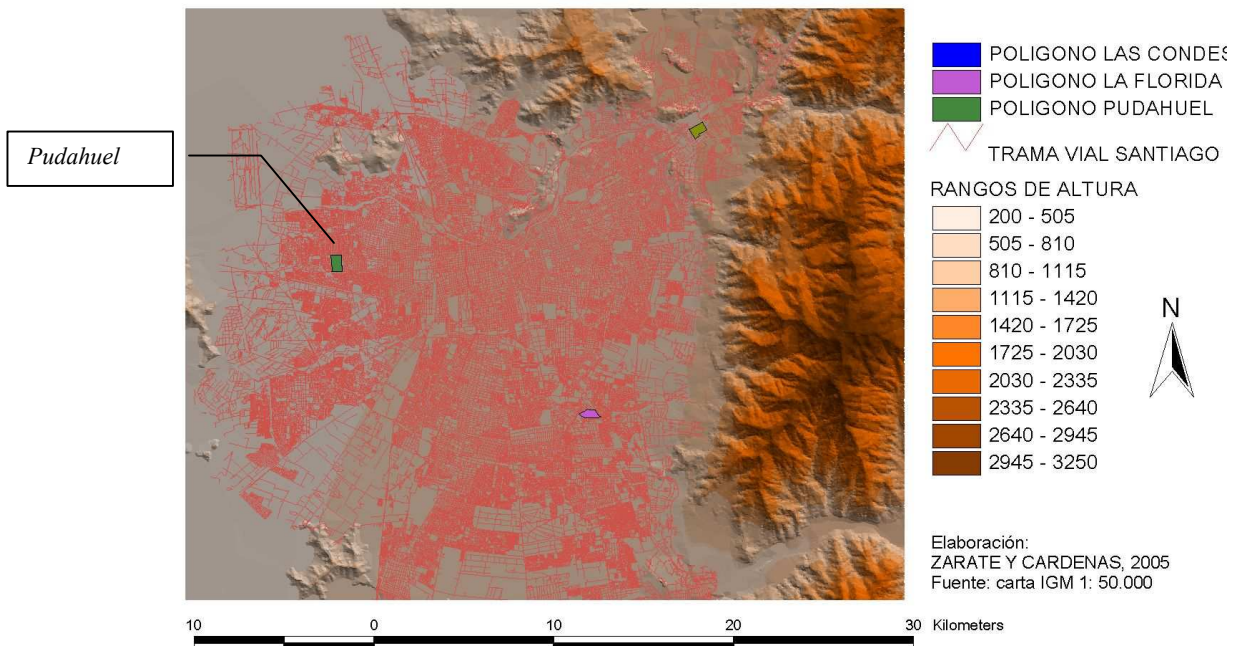 Pudahuel
POLIGONO LAS CONDES
POLIGONO LA FLORIDA
POLIGONO PUDAHUEL
TRAMA VIAL SANTIAGO
RANGOS DE ALTURA
200 - 505
505 - 810
810 - 1115
1115 - 1420
1420 - 1725
1725 - 2030
2030 - 2335
2335 - 2640
2640 - 2945
2945 - 3250
N
Elaboración:
ZARATE Y CARDENAS, 2005
Fuente: carta IGM 1: 50.000
10 0 10 20 30 Kilometers